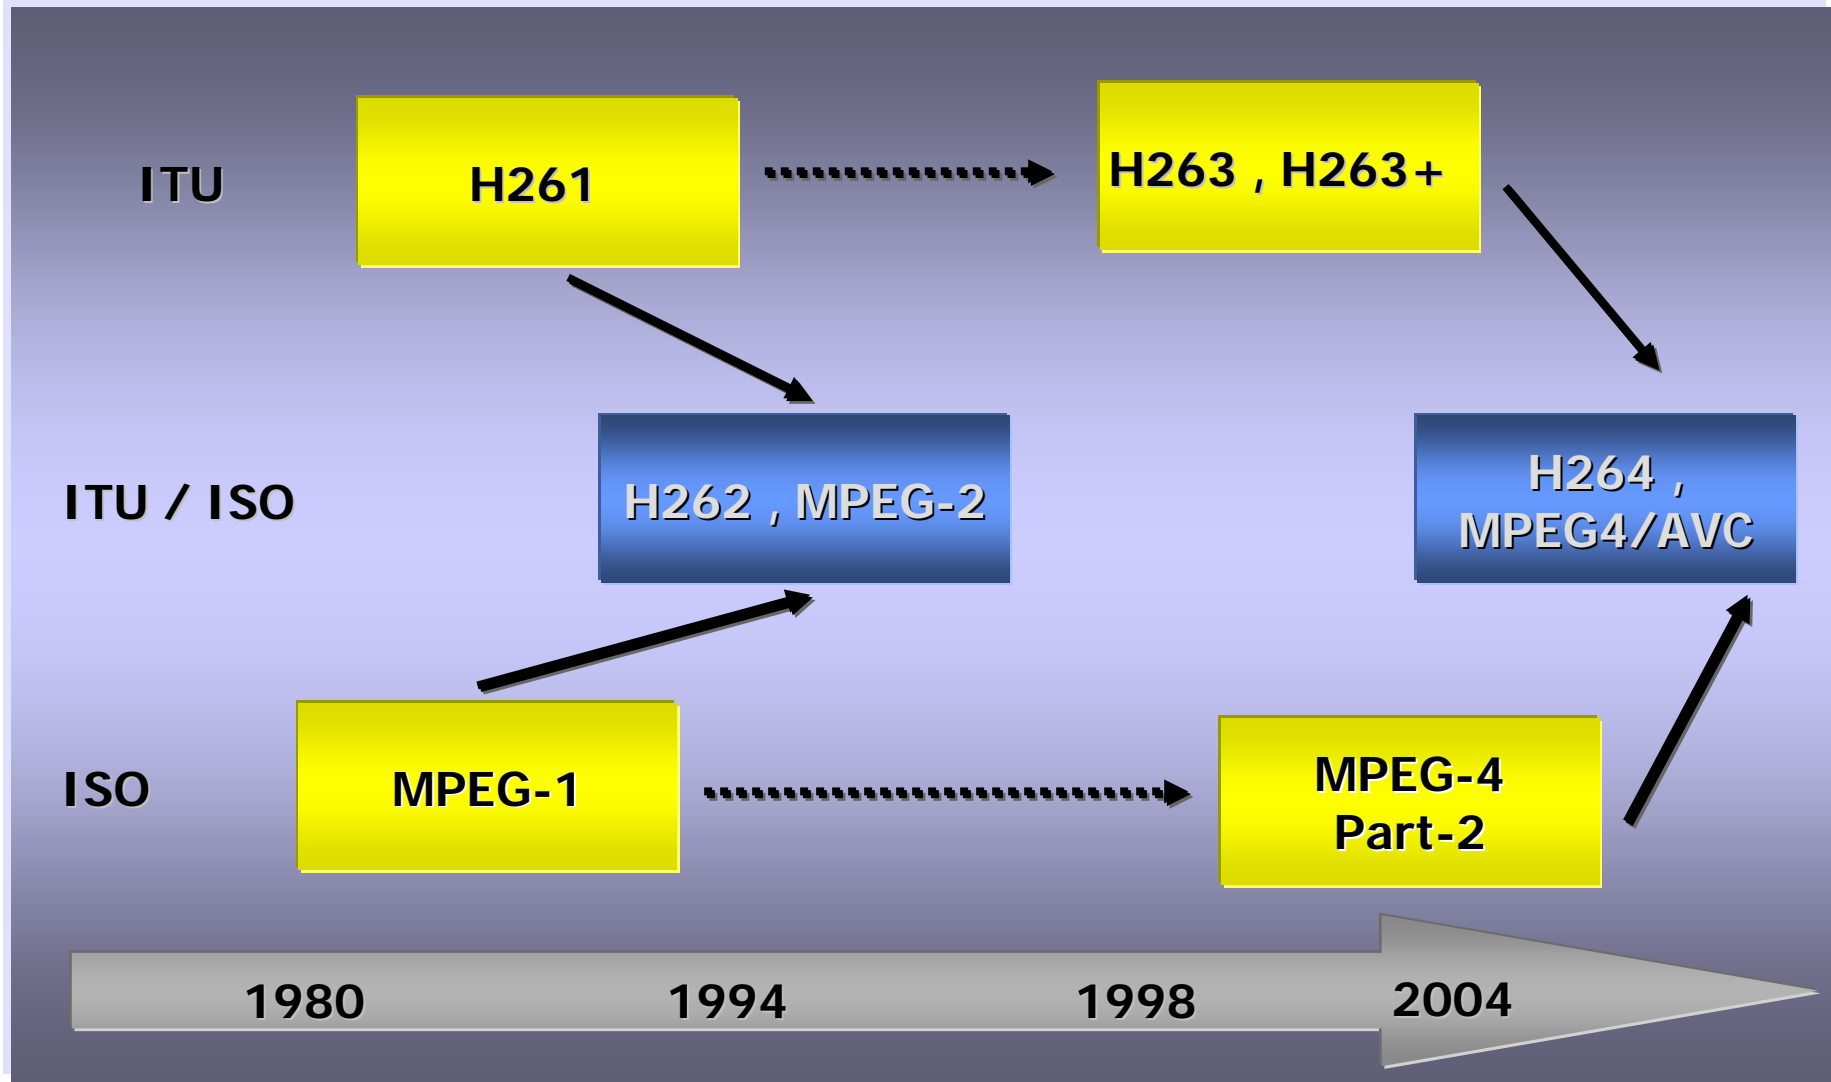 ITU
H261
H263 , H263+
ITU / ISO
H262 , MPEG-2
H264 ,
MPEG4/AVC
ISO
MPEG-1
MPEG-4
Part-2
1980
1994
1998
2004